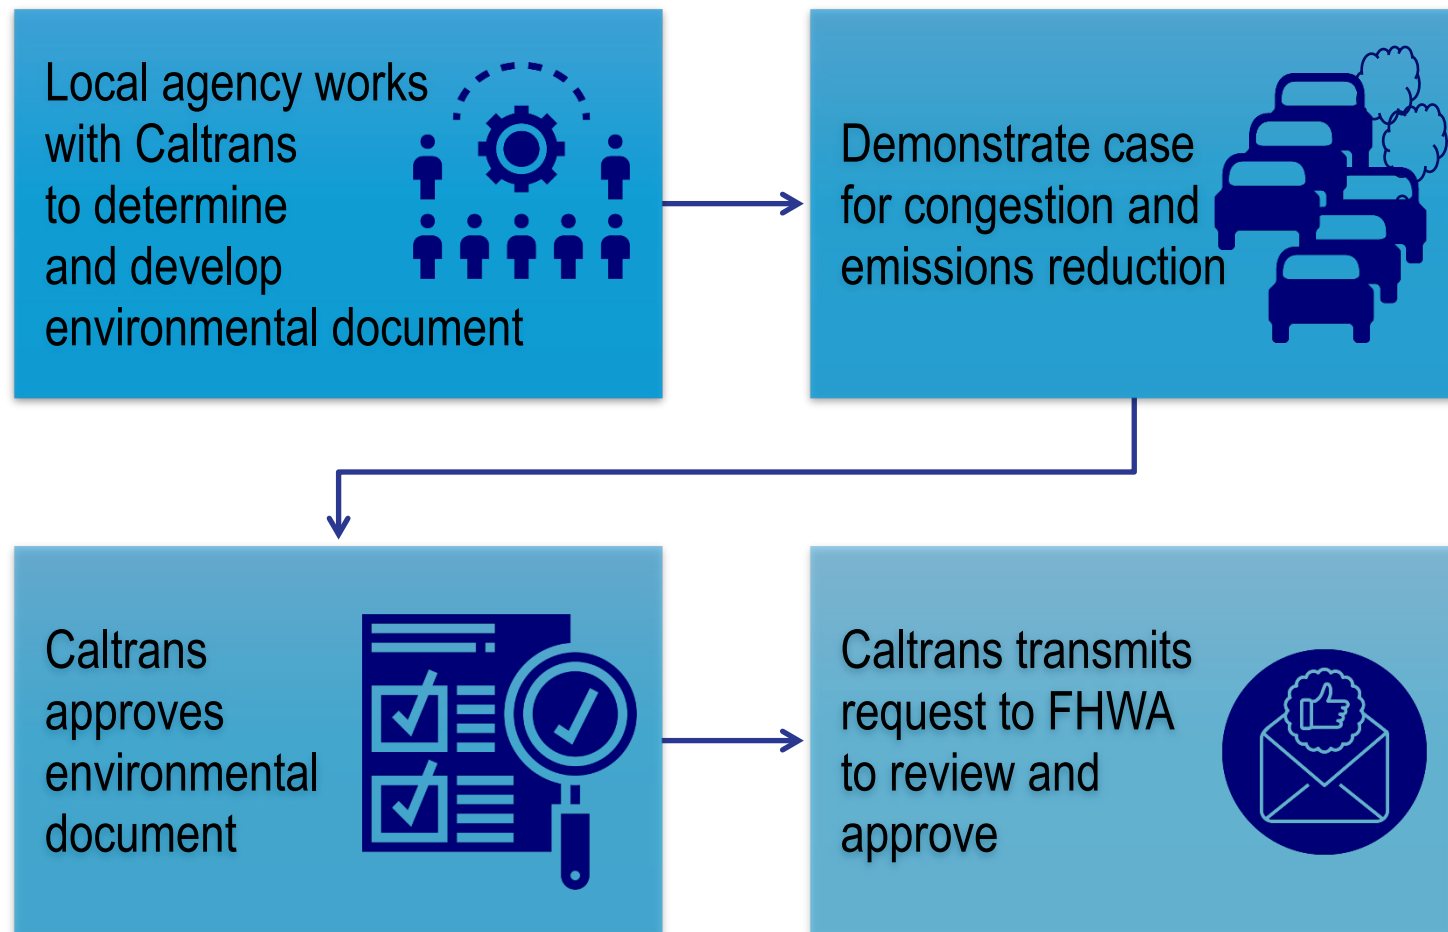 Local agency works
with Caltrans
to determine
and develop
environmental document
Demonstrate case
for congestion and
emissions reduction
Caltrans
approves
environmental
document
Caltrans transmits
request to FHWA
to review and
approve